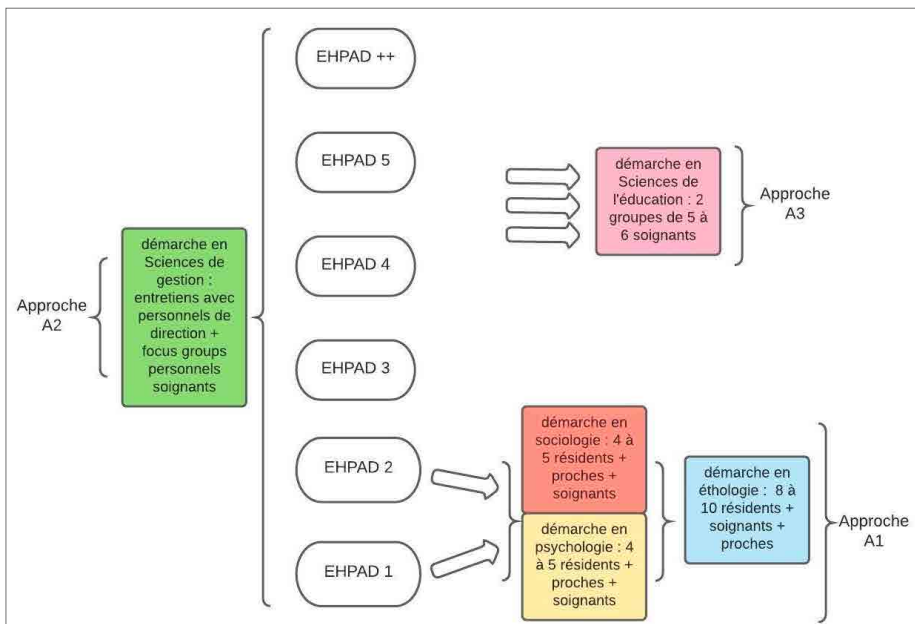 EHPAD ++
EHPAD 5
EHPAD 4
EHPAD 3
EHPAD 2
EHPAD 1
Approche
A2
démarche en
Sciences de
gestion :
entretiens avec
personnels de
direction +
focus groups
personnels
soignants
démarche en
Sciences de
l'éducation : 2
groupes de 5 à
6 soignants
Approche
A3
démarche en
sociologie : 4 à
5 résidents +
proches +
soignants
démarche en
psychologie : 4
à 5 résidents +
proches +
soignants
démarche en
éthologie : 8 à
10 résidents +
soignants +
proches
Approche
A1